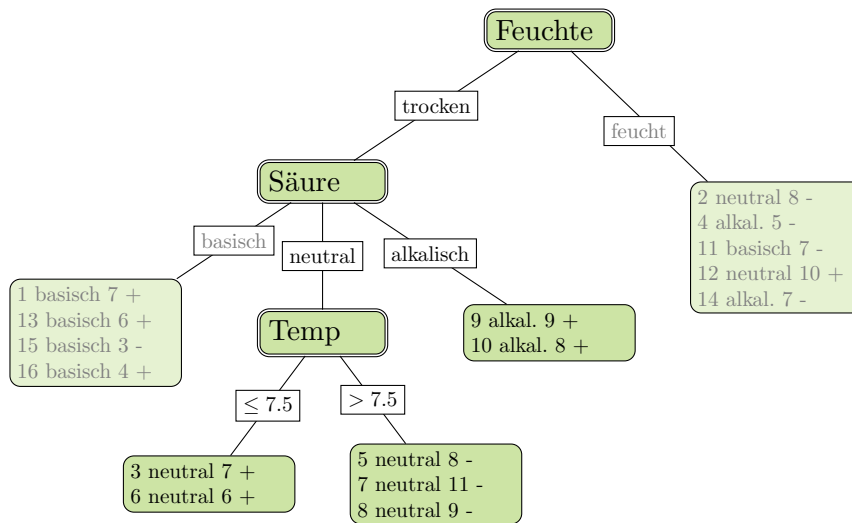 Feuchte
trocken
feucht
Säure
2 neutral 8 -
4 alkal. 5 -
11 basisch 7 -
12 neutral 10 +
14 alkal. 7 -
basisch
neutral
alkalisch
1 basisch 7 +
13 basisch 6 +
15 basisch 3 -
16 basisch 4 +
Temp
9 alkal. 9 +
10 alkal. 8 +
≤ 7.5
> 7.5
3 neutral 7 +
6 neutral 6 +
5 neutral 8 -
7 neutral 11 -
8 neutral 9 -